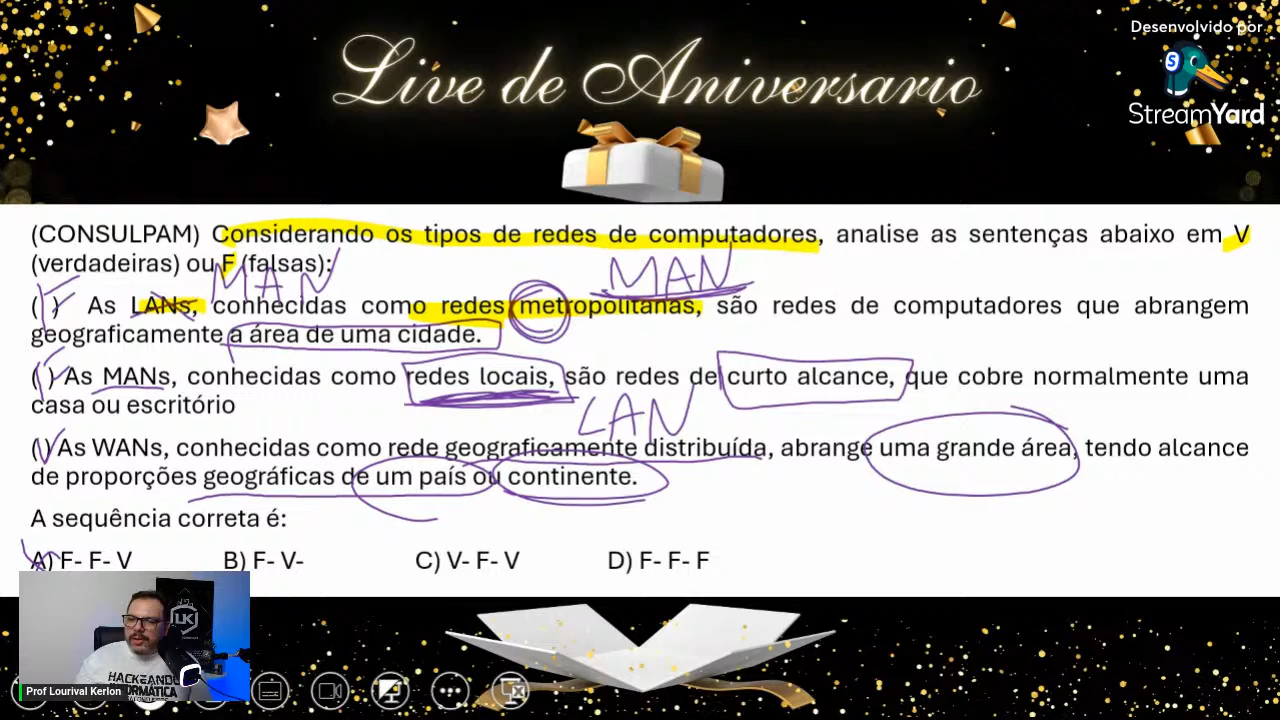 Desenvolvido por
S
StreamYard
Live de Aniversario
(CONSULPAM) Considerando os tipos de redes de computadores, analise as sentenças abaixo em V
(verdadeiras) ou F (falsas):
MAN
MAN
F
( ) As LANs, conhecidas como redes metropolitanas, são redes de computadores que abrangem
geograficamente a área de uma cidade.
F
( ) As MANs, conhecidas como redes locais, são redes de curto alcance, que cobre normalmente uma
casa ou escritório
LAN
V
( ) As WANs, conhecidas como rede geograficamente distribuída, abrange uma grande área, tendo alcance
de proporções geográficas de um país ou continente.
A sequência correta é:
A) F- F- V B) F- V- C) V- F- V D) F- F- F
LK
HACKEANDO
INFORMÁTICA
Prof Lourival Kerlon